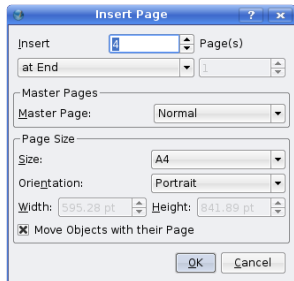 Insert Page
Insert 4 Page(s)
at End 1
Master Pages
Master Page: Normal
Page Size
Size: A4
Orientation: Portrait
Width: 595.28 pt Height: 841.89 pt
Move Objects with their Page
OK Cancel